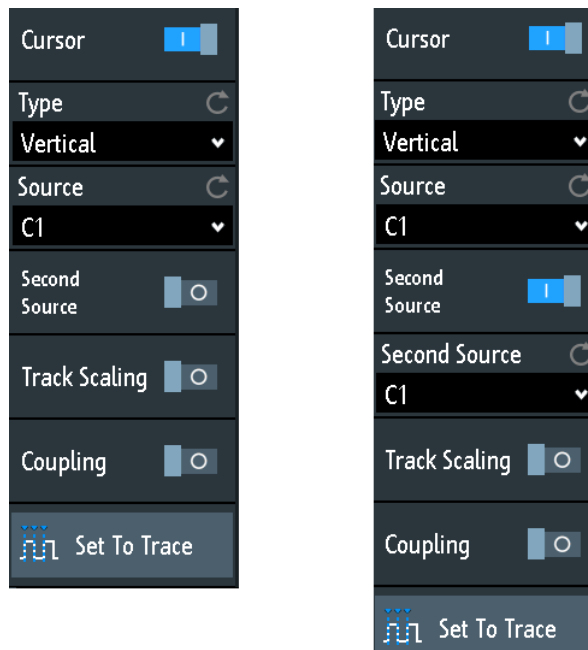 Cursor
Type
Vertical
Source
C1
Second
Source
Track Scaling
Coupling
Set To Trace
Cursor
Type
Vertical
Source
C1
Second
Source
Second Source
C1
Track Scaling
Coupling
Set To Trace